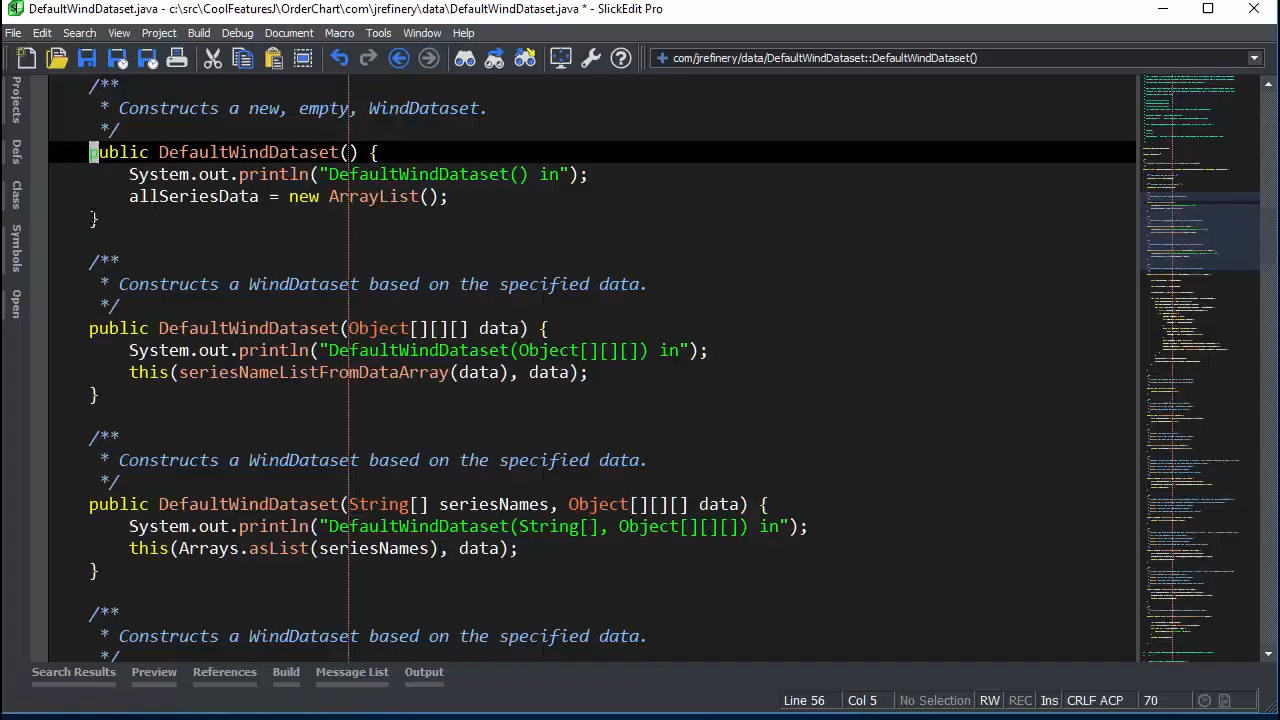 DefaultWindDataset.java - c:\src\CoolFeaturesJ\OrderChart\com\jrefinery\data\DefaultWindDataset.java * - SlickEdit Pro
File Edit Search View Project Build Debug Document Macro Tools Window Help
com/jrefinery/data/DefaultWindDataset::DefaultWindDataset()
Projects
Defs
Class
Symbols
Open
/**
* Constructs a new, empty, WindDataset.
*/
public DefaultWindDataset() {
System.out.println("DefaultWindDataset() in");
allSeriesData = new ArrayList();
}
/**
* Constructs a WindDataset based on the specified data.
*/
public DefaultWindDataset(Object[][][] data) {
System.out.println("DefaultWindDataset(Object[][][]) in");
this(seriesNameListFromDataArray(data), data);
}
/**
* Constructs a WindDataset based on the specified data.
*/
public DefaultWindDataset(String[] seriesNames, Object[][][] data) {
System.out.println("DefaultWindDataset(String[], Object[][][]) in");
this(Arrays.asList(seriesNames), data);
}
/**
* Constructs a WindDataset based on the specified data.
*/
Search Results Preview References Build Message List Output
Line 56 Col 5 No Selection RW REC Ins CRLF ACP 70